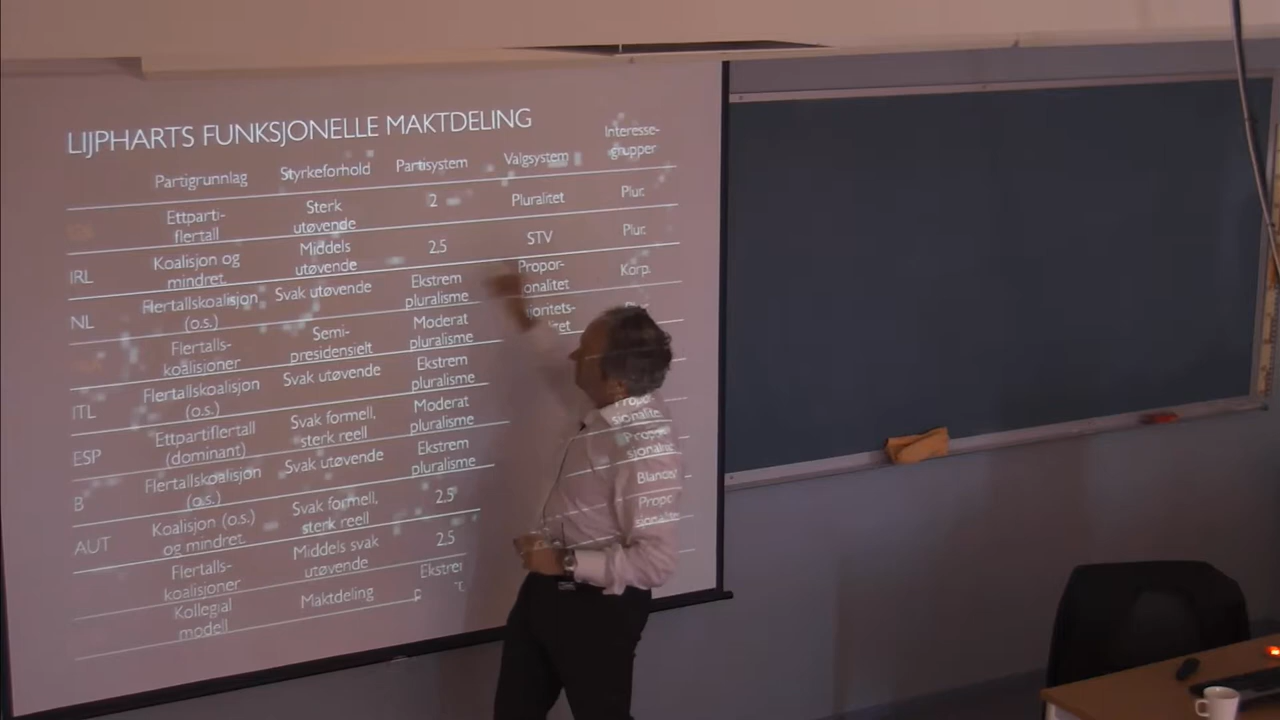 LIJPHARTS FUNKSJONELLE MAKTDELING
Partigrunnlag Styrkeforhold Partisystem Valgsystem Interesse-
grupper
Ettparti- Sterk 2 Pluralitet Plur.
flertall utøvende
IRL Koalisjon og Middels 2,5 STV Plur.
mindret. utøvende
NL Flertallskoalisjon Svak utøvende Ekstrem Propor- Korp.
(o.s.) pluralisme
Flertalls- Semi- Moderat
koalisjoner presidensielt pluralisme
ITL Flertallskoalisjon Svak utøvende Ekstrem
(o.s.) pluralisme
ESP Ettpartiflertall Svak formell, Moderat
(dominant) sterk reell pluralisme
B Flertallskoalisjon Svak utøvende Ekstrem
(o.s.) pluralisme
AUT Koalisjon (o.s.) Svak formell, 2,5
og mindret. sterk reell
Flertalls- Middels svak 2,5
koalisjoner utøvende
Kollegial Maktdeling
modell